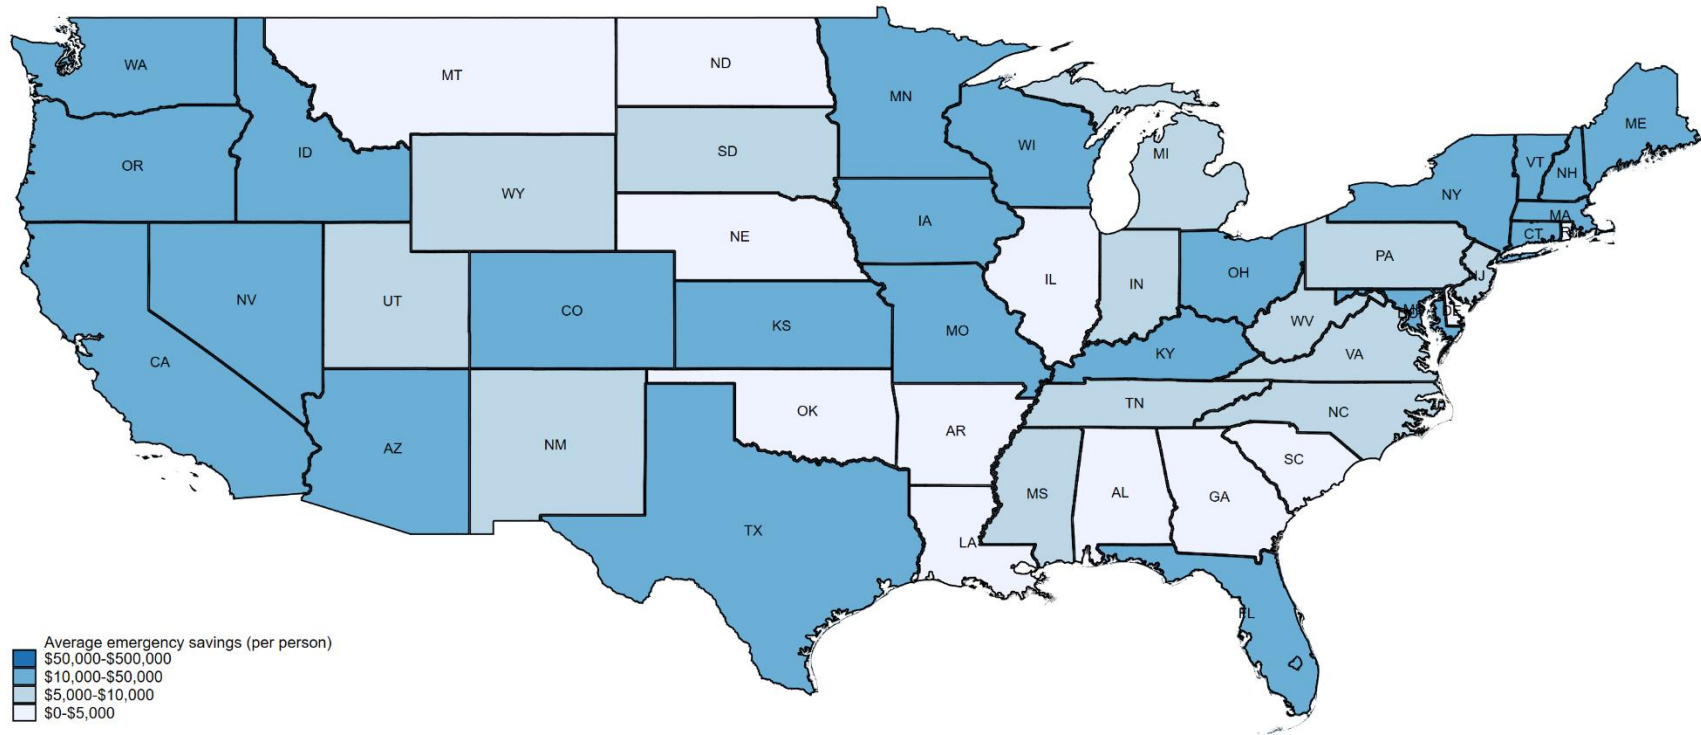 WA
MT
ND
MN
OR
ID
WY
SD
WI
MI
ME
VT
NH
NY
MA
CT
NV
UT
CO
NE
IA
IL
IN
OH
PA
NJ
CA
KS
MO
KY
WV
VA
DE
AZ
NM
OK
AR
TN
NC
TX
LA
MS
AL
GA
SC
FL
Average emergency savings (per person)
$50,000-$500,000
$10,000-$50,000
$5,000-$10,000
$0-$5,000